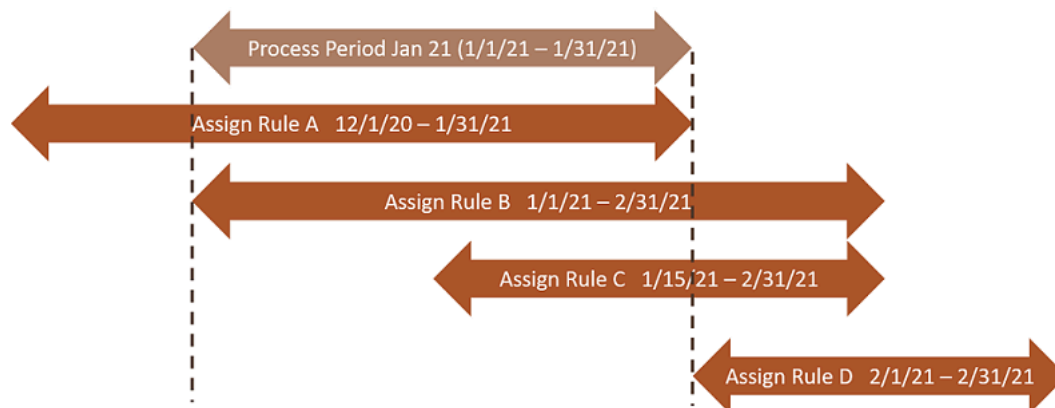 Process Period Jan 21 (1/1/21 – 1/31/21)
Assign Rule A 12/1/20 – 1/31/21
Assign Rule B 1/1/21 – 2/31/21
Assign Rule C 1/15/21 – 2/31/21
Assign Rule D 2/1/21 – 2/31/21